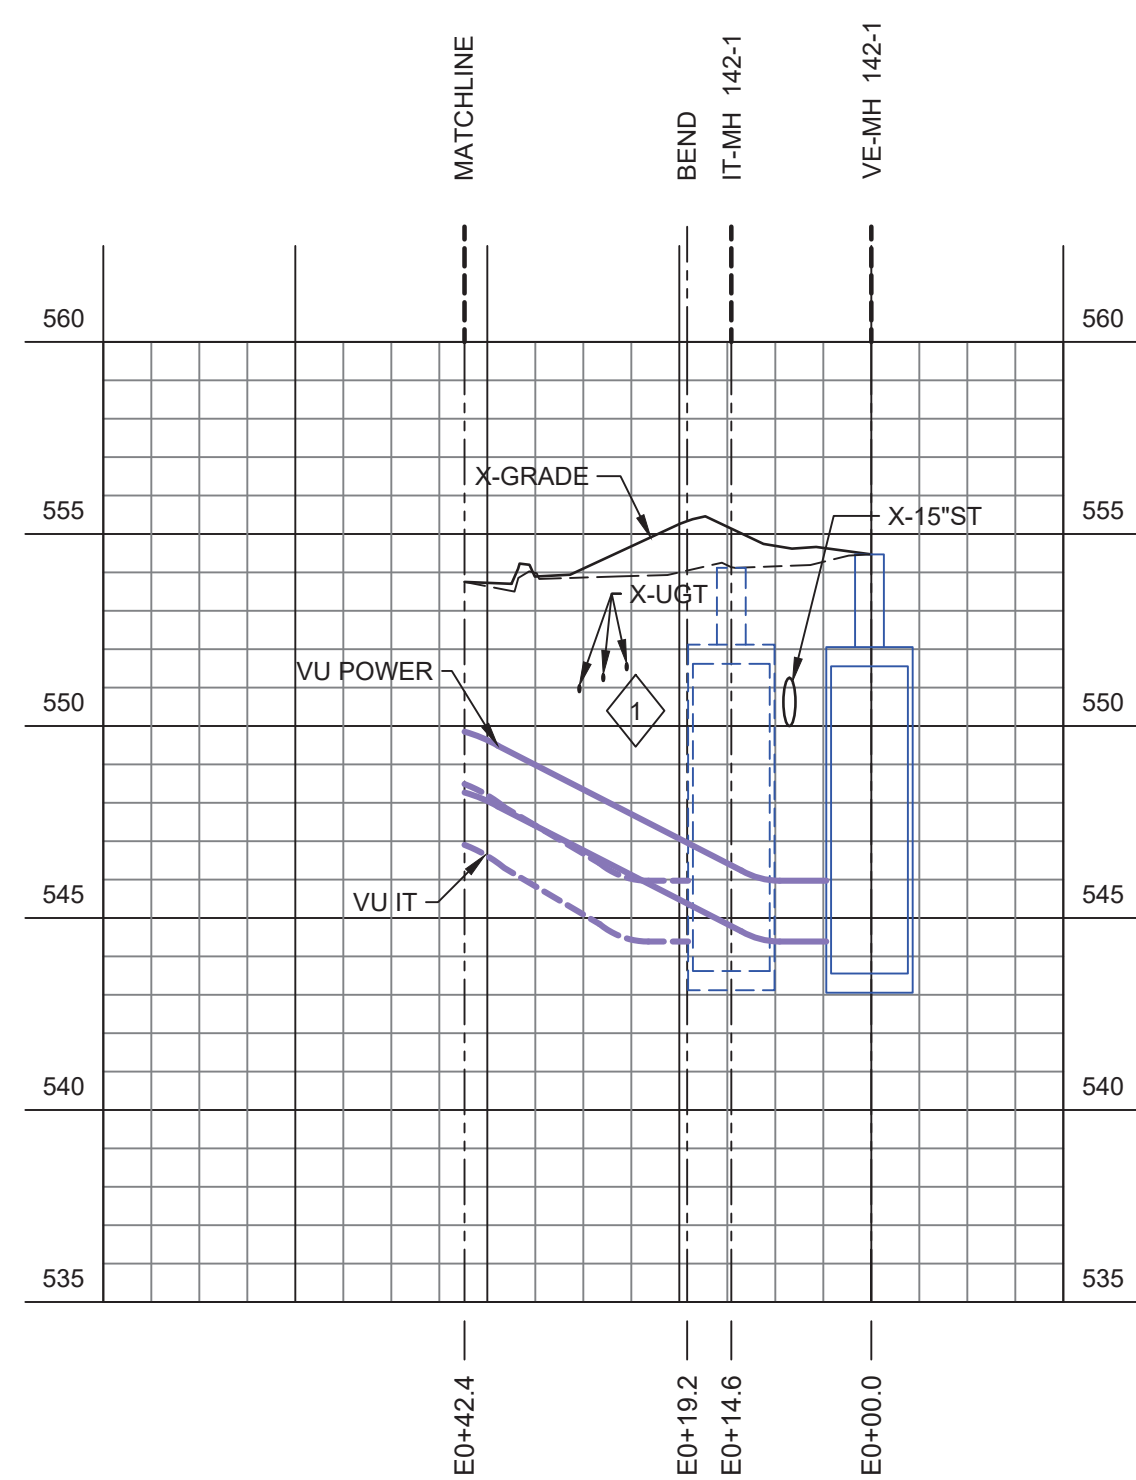 MATCHLINE
BEND
IT-MH 142-1
VE-MH 142-1
560
560
X-GRADE
555
555
X-15"ST
X-UGT
VU POWER
1
550
550
VU IT
545
545
540
540
535
535
E0+42.4
E0+19.2
E0+14.6
E0+00.0